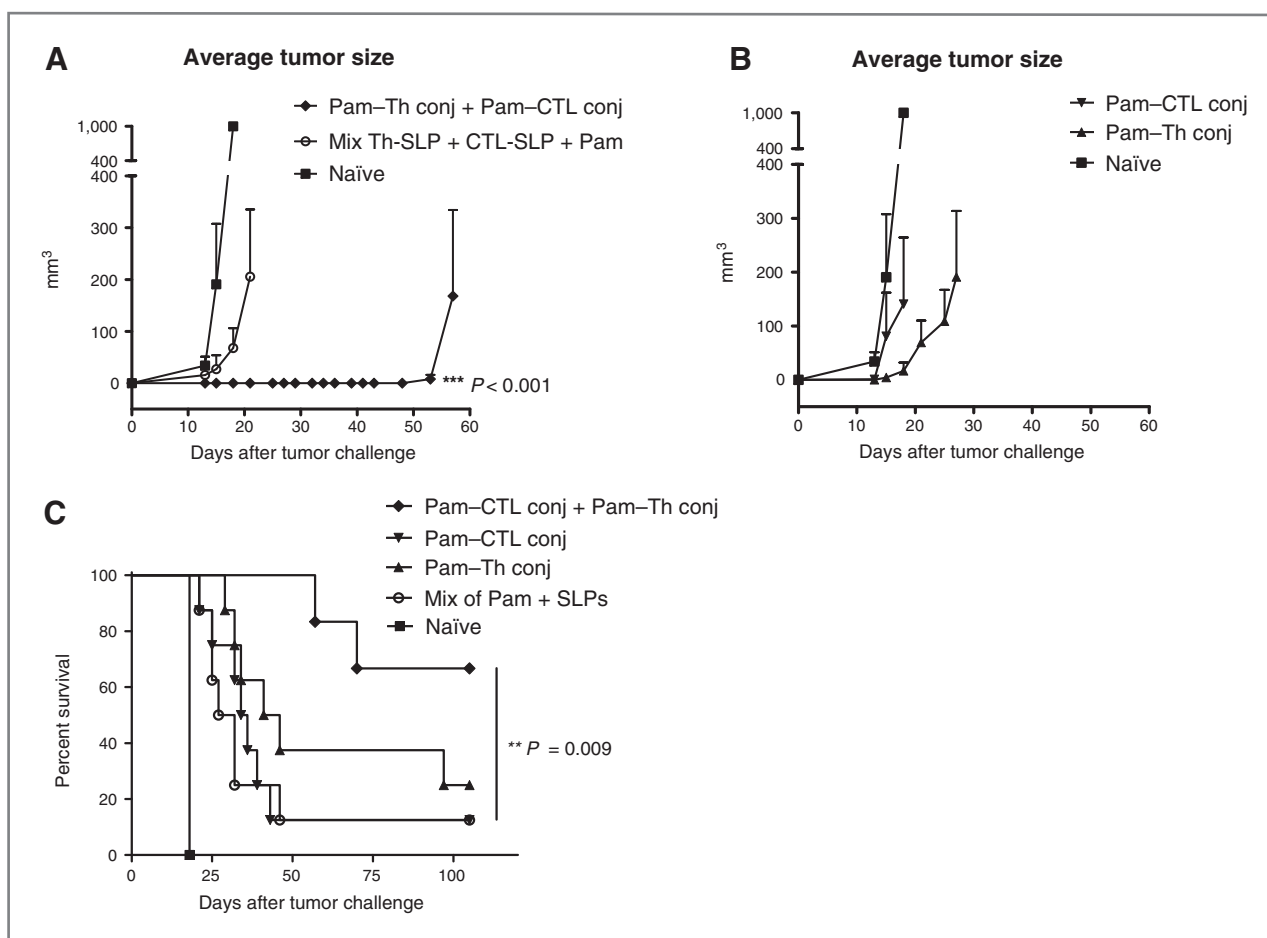 A
Average tumor size
Pam–Th conj + Pam–CTL conj
Mix Th-SLP + CTL-SLP + Pam
Naïve
1,000
400
400
300
200
100
0
mm3
*** P < 0.001
0 10 20 30 40 50 60
Days after tumor challenge
B
Average tumor size
Pam–CTL conj
Pam–Th conj
Naïve
1,000
400
400
300
200
100
0
mm3
0 10 20 30 40 50 60
Days after tumor challenge
C
Pam–CTL conj + Pam–Th conj
Pam–CTL conj
Pam–Th conj
Mix of Pam + SLPs
Naïve
100
80
60
40
20
0
Percent survival
** P = 0.009
0 25 50 75 100
Days after tumor challenge